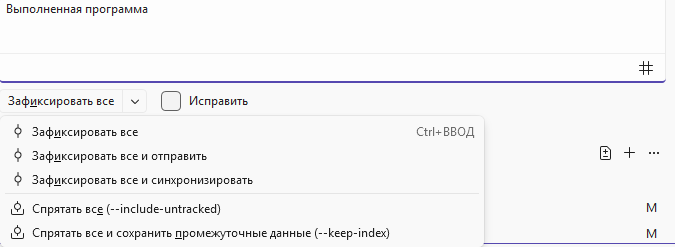 Выполненная программа
Зафиксировать все
Исправить
Зафиксировать все Ctrl+ВВОД
Зафиксировать все и отправить
Зафиксировать все и синхронизировать
Спрятать все (--include-untracked)
M
Спрятать все и сохранить промежуточные данные (--keep-index)
M